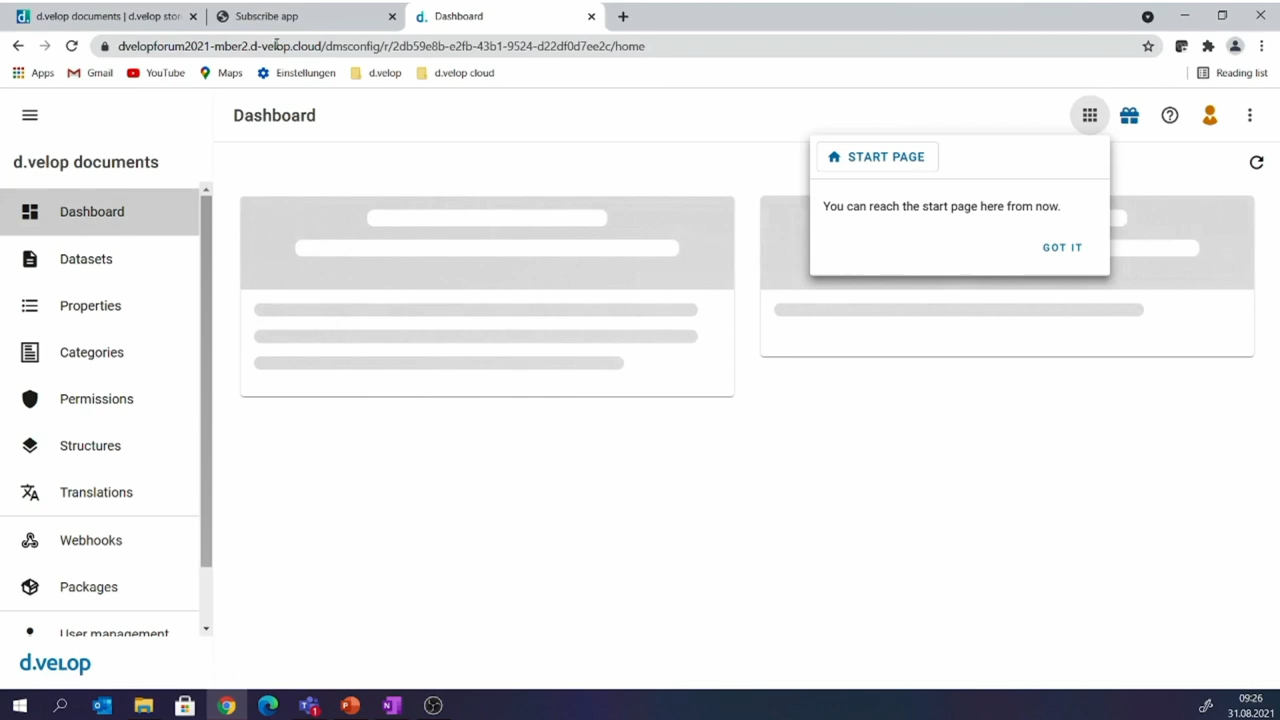 d.velop documents | d.velop stor
Subscribe app
d. Dashboard
dvelopforum2021-mber2.d-velop.cloud/dmsconfig/r/2db59e8b-e2fb-43b1-9524-d22df0d7ee2c/home
Apps
Gmail
YouTube
Maps
Einstellungen
d.velop
d.velop cloud
Reading list
Dashboard
START PAGE
You can reach the start page here from now.
GOT IT
d.velop documents
Dashboard
Datasets
Properties
Categories
Permissions
Structures
Translations
Webhooks
Packages
User management
d.velop
09:26
31.08.2021